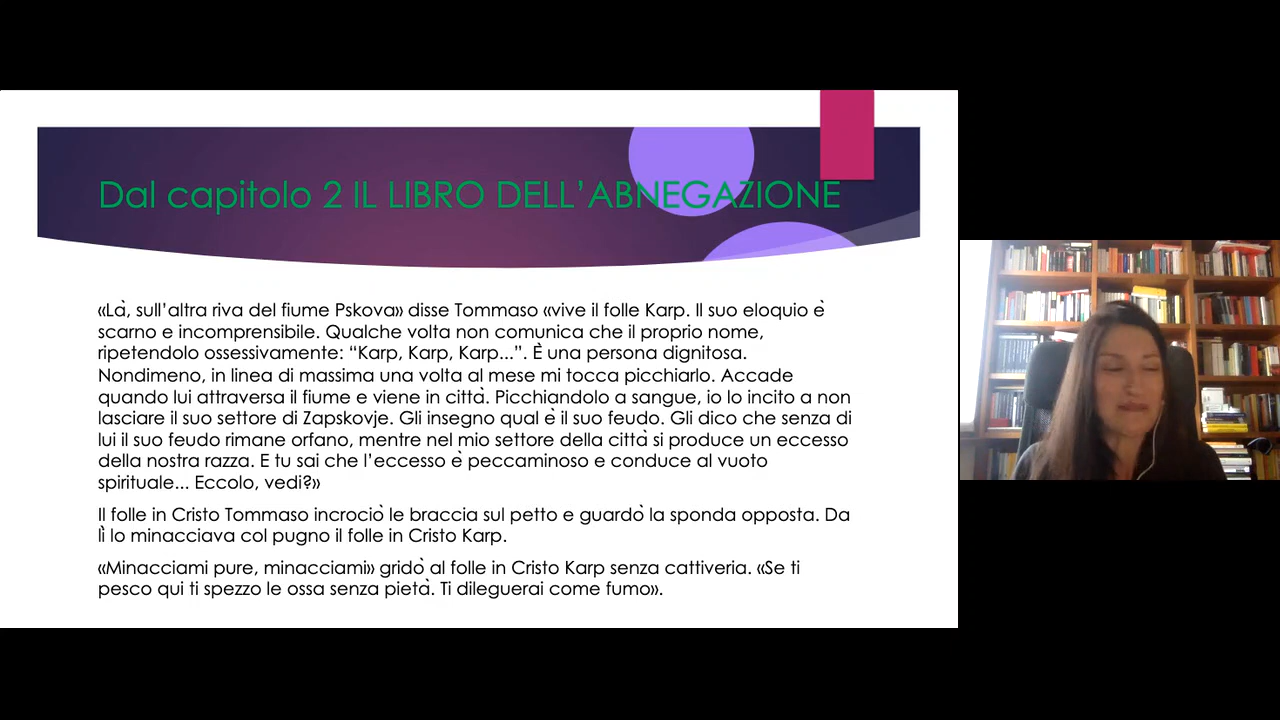 Dal capitolo 2 IL LIBRO DELL’ABNEGAZIONE
«Là, sull’altra riva del fiume Pskova» disse Tommaso «vive il folle Karp. Il suo eloquio è
scarno e incomprensibile. Qualche volta non comunica che il proprio nome,
ripetendolo ossessivamente: “Karp, Karp, Karp...”. È una persona dignitosa.
Nondimeno, in linea di massima una volta al mese mi tocca picchiarlo. Accade
quando lui attraversa il fiume e viene in città. Picchiandolo a sangue, io lo incito a non
lasciare il suo settore di Zapskovje. Gli insegno qual è il suo feudo. Gli dico che senza di
lui il suo feudo rimane orfano, mentre nel mio settore della città si produce un eccesso
della nostra razza. E tu sai che l’eccesso è peccaminoso e conduce al vuoto
spirituale... Eccolo, vedi?»
Il folle in Cristo Tommaso incrociò le braccia sul petto e guardò la sponda opposta. Da
lì lo minacciava col pugno il folle in Cristo Karp.
«Minacciami pure, minacciami» gridò al folle in Cristo Karp senza cattiveria. «Se ti
pesco qui ti spezzo le ossa senza pietà. Ti dileguerai come fumo».